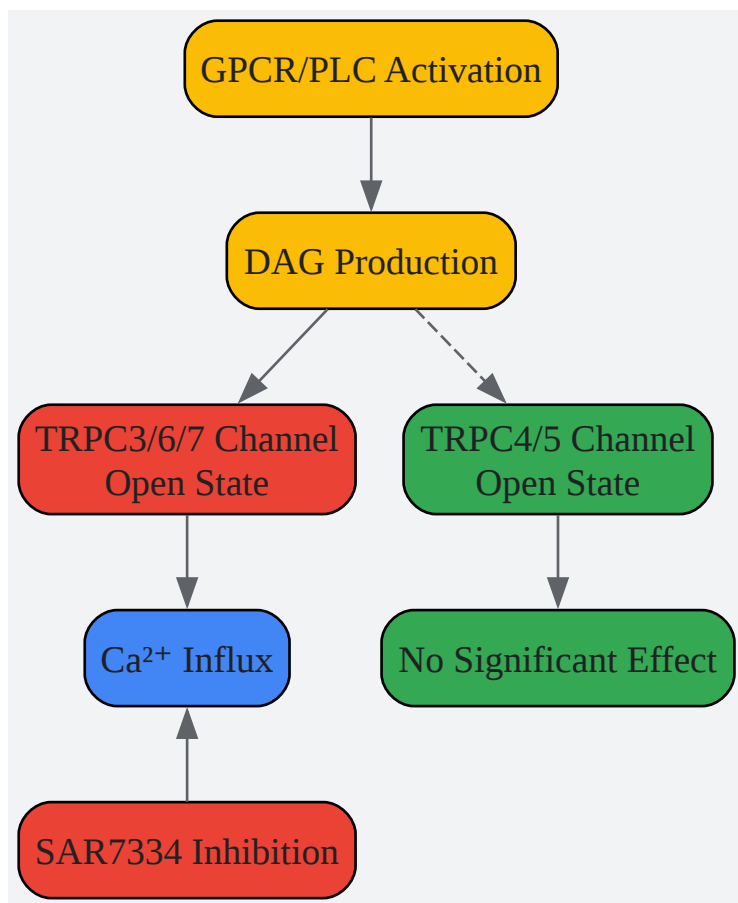 GPCR/PLC Activation
DAG Production
TRPC3/6/7 Channel
Open State
TRPC4/5 Channel
Open State
Ca²⁺ Influx
No Significant Effect
SAR7334 Inhibition